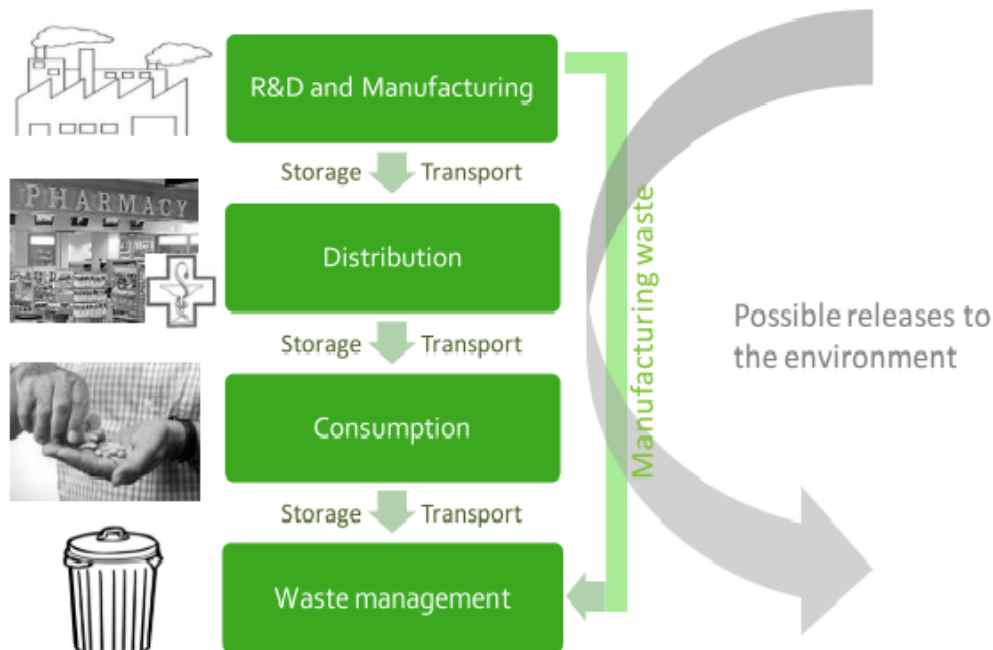 R&D and Manufacturing
Storage Transport
PHARMACY
Distribution
Storage Transport
Consumption
Storage Transport
Waste management
Manufacturing waste
Possible releases to
the environment